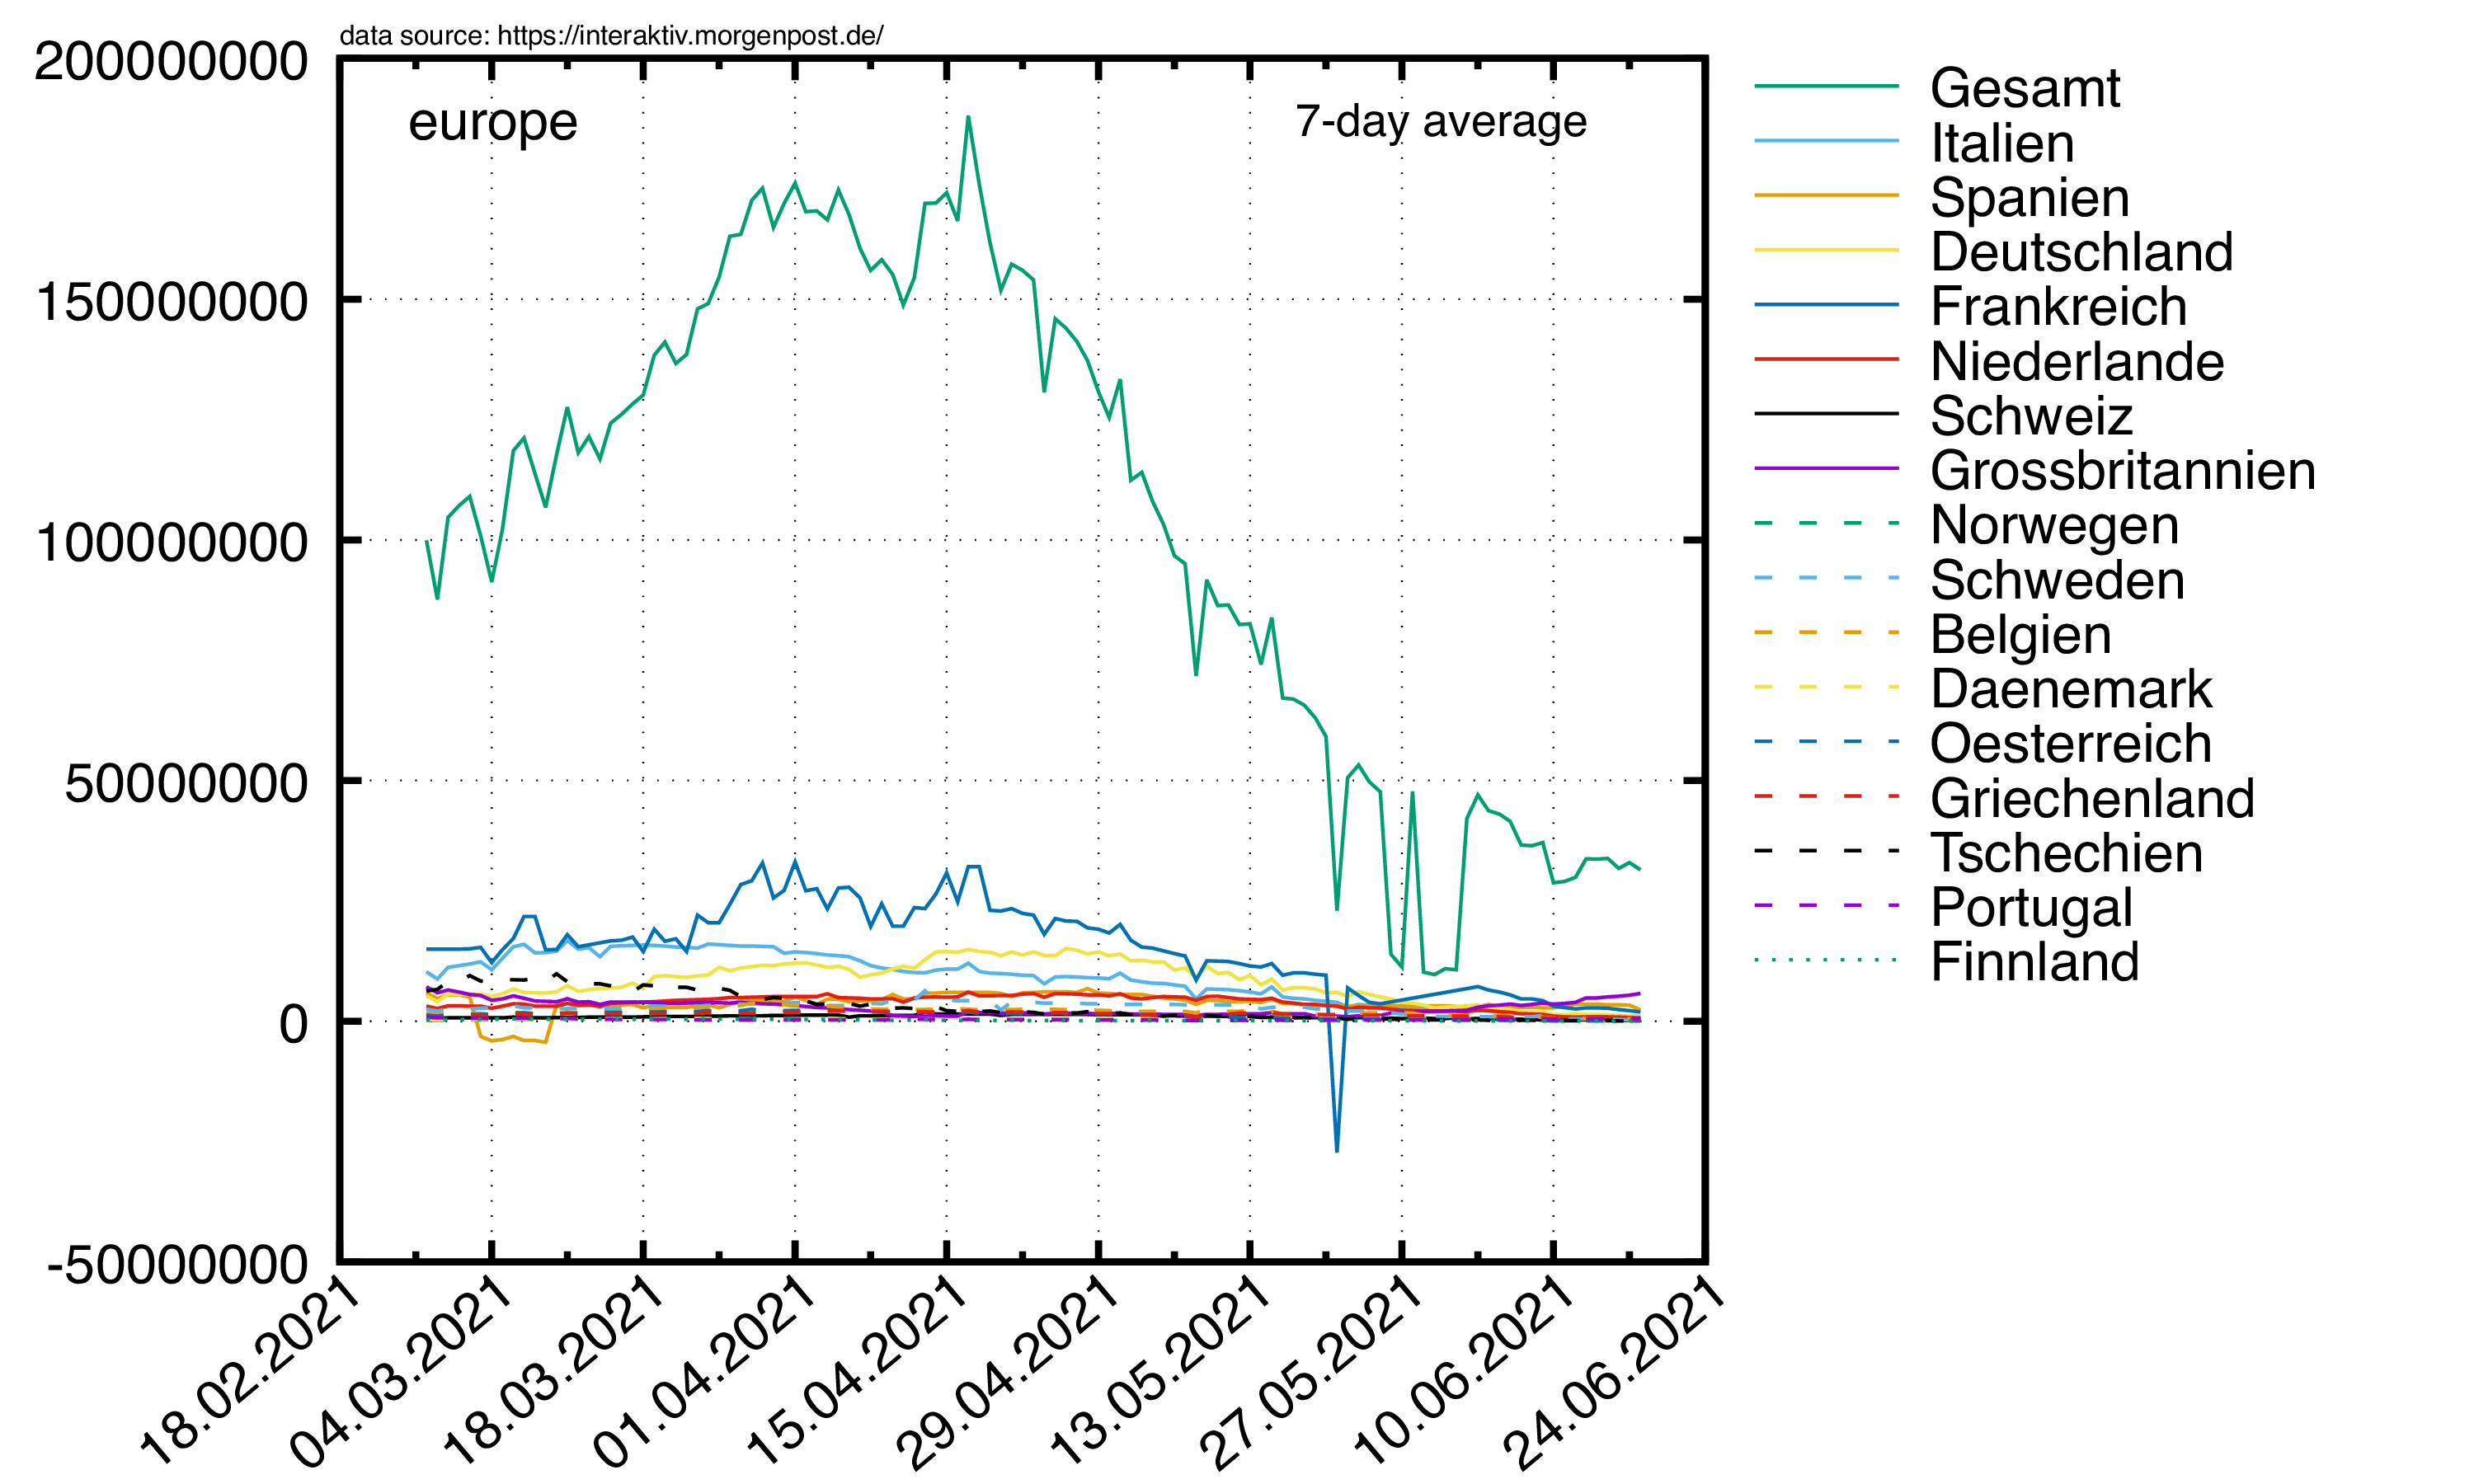 data source: https://interaktiv.morgenpost.de/
europe
7-day average
200000000
150000000
100000000
50000000
0
-50000000
18.02.2021
04.03.2021
18.03.2021
01.04.2021
15.04.2021
29.04.2021
13.05.2021
27.05.2021
10.06.2021
24.06.2021
Gesamt
Italien
Spanien
Deutschland
Frankreich
Niederlande
Schweiz
Grossbritannien
Norwegen
Schweden
Belgien
Daenemark
Oesterreich
Griechenland
Tschechien
Portugal
Finnland